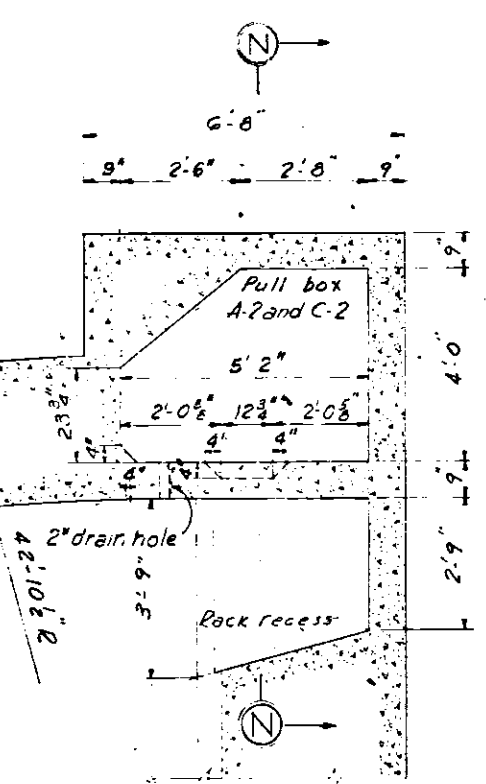 N
6'-8"
9" 2'-6" 2'-8" 9"
9"
Pull box
A-2 and C-2
4'-0"
5'2"
2'-0⅝" 12¾" 2'-0⅝"
23¾"
4" 4" 4"
4" 4"
9"
2" drain hole
3'-9"
2'-9"
Rack recess
N